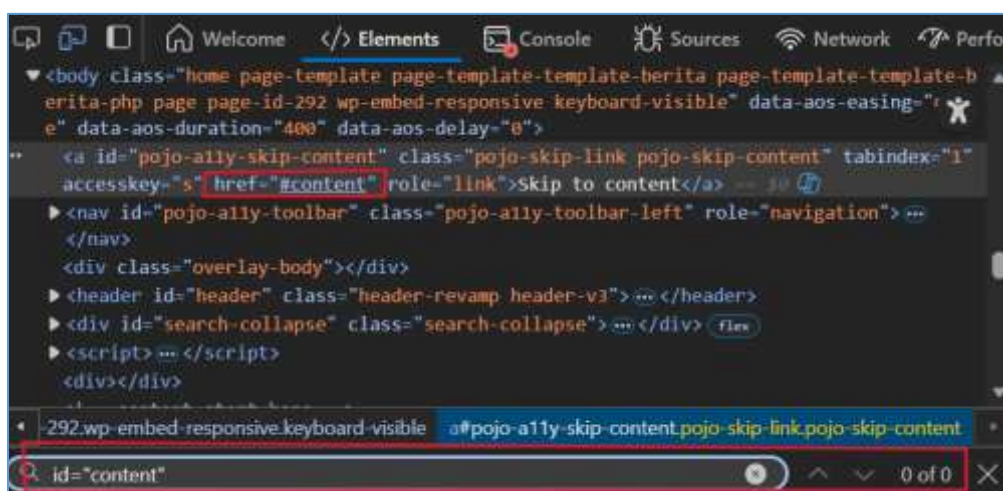 Welcome </> Elements Console Sources Network Perfo
▼<body class="home page-template page-template-template-berita page-template-template-b
erita-php page page-id-292 wp-embed-responsive keyboard-visible" data-aos-easing="
e" data-aos-duration="400" data-aos-delay="0">
<a id="pojo-a11y-skip-content" class="pojo-skip-link pojo-skip-content" tabindex="1"
accesskey="s" href="#content" role="link">Skip to content</a> == $0
▶<nav id="pojo-a11y-toolbar" class="pojo-a11y-toolbar-left" role="navigation">
</nav>
<div class="overlay-body"></div>
▶<header id="header" class="header-revamp header-v3"></header>
▶<div id="search-collapse" class="search-collapse"></div> flex
▶<script></script>
<div></div>
-292.wp-embed-responsive.keyboard-visible a#pojo-a11y-skip-content.pojo-skip-link.pojo-skip-content
id="content" 0 of 0